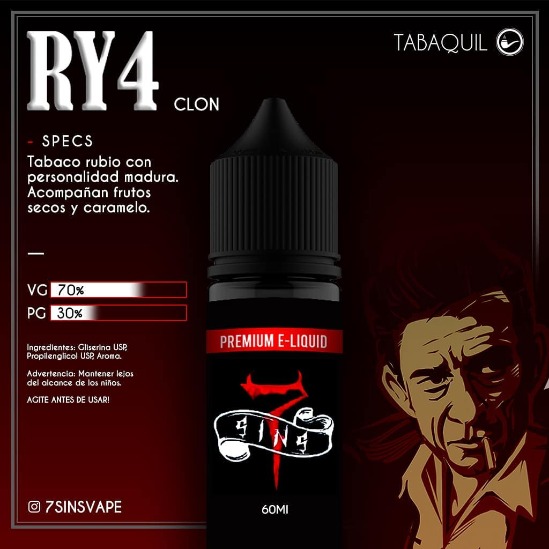 RY4 CLON
TABAQUIL
- SPECS
Tabaco rubio con
personalidad madura.
Acompañan frutos
secos y caramelo.
VG 70%
PG 30%
Ingredientes: Gliserina USP,
Propilenglicol USP, Aroma.
Advertencia: Mantener lejos
del alcance de los niños.
AGITE ANTES DE USAR!
7SINSVAPE
PREMIUM E-LIQUID
7
SINS
60Ml